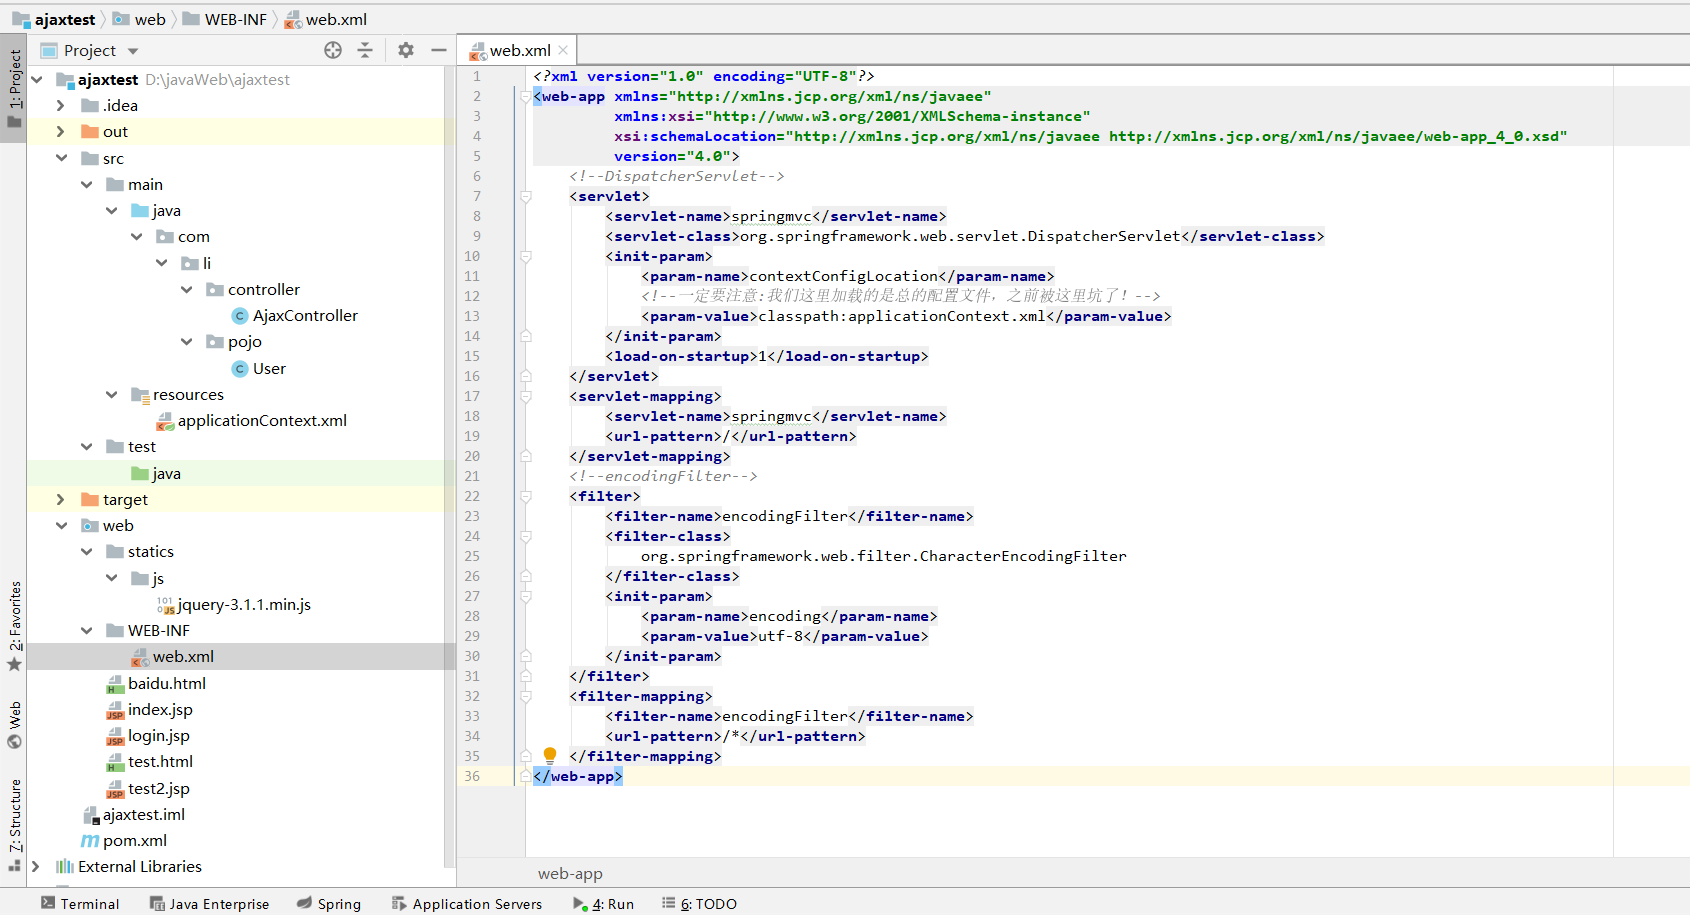 ajaxtest web WEB-INF web.xml
Project
web.xml
1: Project
2: Favorites
Web
7: Structure
ajaxtest D:\javaWeb\ajaxtest
.idea
out
src
main
java
com
li
controller
AjaxController
pojo
User
resources
applicationContext.xml
test
java
target
web
statics
js
jquery-3.1.1.min.js
WEB-INF
web.xml
baidu.html
index.jsp
login.jsp
test.html
test2.jsp
ajaxtest.iml
pom.xml
External Libraries
1 <?xml version="1.0" encoding="UTF-8"?>
2 <web-app xmlns="http://xmlns.jcp.org/xml/ns/javaee"
3 xmlns:xsi="http://www.w3.org/2001/XMLSchema-instance"
4 xsi:schemaLocation="http://xmlns.jcp.org/xml/ns/javaee http://xmlns.jcp.org/xml/ns/javaee/web-app_4_0.xsd"
5 version="4.0">
6 <!--DispatcherServlet-->
7 <servlet>
8 <servlet-name>springmvc</servlet-name>
9 <servlet-class>org.springframework.web.servlet.DispatcherServlet</servlet-class>
10 <init-param>
11 <param-name>contextConfigLocation</param-name>
12 <!--一定要注意:我们这里加载的是总的配置文件，之前被这里坑了！-->
13 <param-value>classpath:applicationContext.xml</param-value>
14 </init-param>
15 <load-on-startup>1</load-on-startup>
16 </servlet>
17 <servlet-mapping>
18 <servlet-name>springmvc</servlet-name>
19 <url-pattern>/</url-pattern>
20 </servlet-mapping>
21 <!--encodingFilter-->
22 <filter>
23 <filter-name>encodingFilter</filter-name>
24 <filter-class>
25 org.springframework.web.filter.CharacterEncodingFilter
26 </filter-class>
27 <init-param>
28 <param-name>encoding</param-name>
29 <param-value>utf-8</param-value>
30 </init-param>
31 </filter>
32 <filter-mapping>
33 <filter-name>encodingFilter</filter-name>
34 <url-pattern>/*</url-pattern>
35 </filter-mapping>
36 </web-app>
web-app
Terminal Java Enterprise Spring Application Servers 4: Run 6: TODO